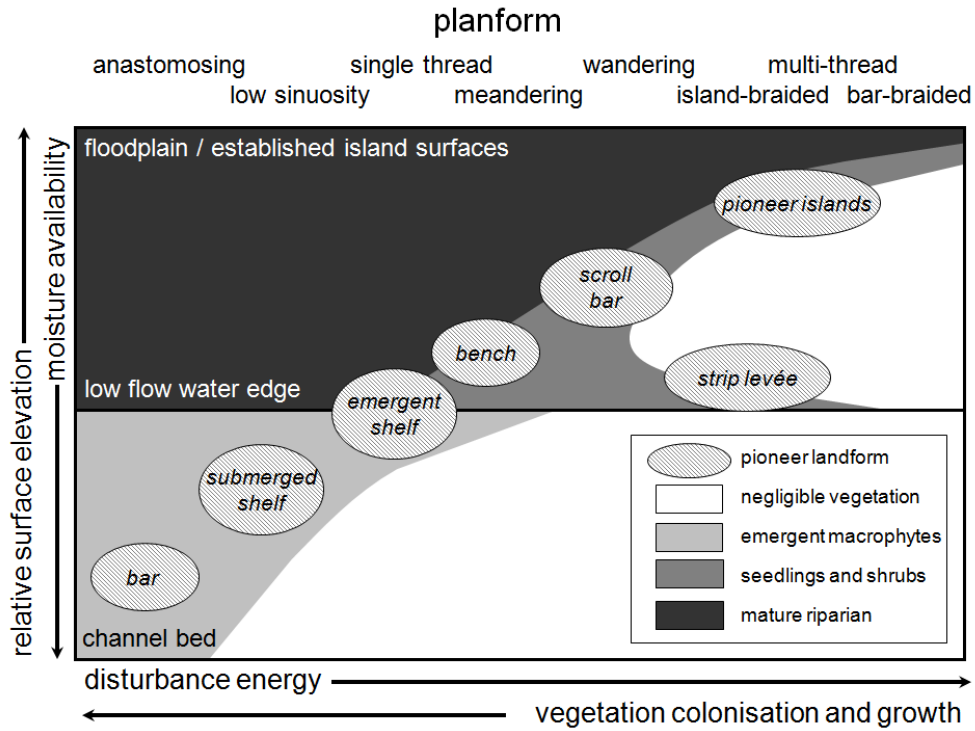 planform
anastomosing single thread wandering multi-thread
low sinuosity meandering island-braided bar-braided
floodplain / established island surfaces
pioneer islands
scroll
bar
bench
strip levée
low flow water edge
emergent
shelf
submerged
shelf
bar
channel bed
pioneer landform
negligible vegetation
emergent macrophytes
seedlings and shrubs
mature riparian
relative surface elevation
moisture availability
disturbance energy
vegetation colonisation and growth